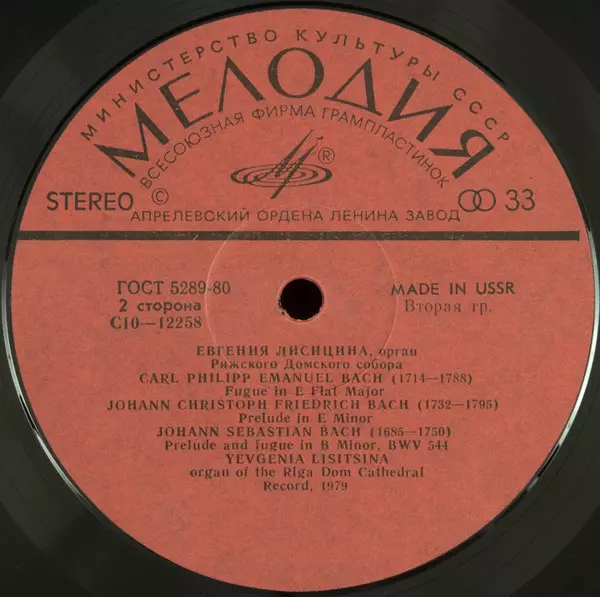 МИНИСТЕРСТВО КУЛЬТУРЫ СССР
МЕЛОДИЯ
ВСЕСОЮЗНАЯ ФИРМА ГРАМПЛАСТИНОК
®
STEREO ©
33
АПРЕЛЕВСКИЙ ОРДЕНА ЛЕНИНА ЗАВОД
ГОСТ 5289-80
MADE IN USSR
2 сторона
Вторая гр.
С10—12258
ЕВГЕНИЯ ЛИСИЦИНА, орган
Рижского Домского собора
CARL PHILIPP EMANUEL BACH (1714—1788)
Fugue in E Flat Major
JOHANN CHRISTOPH FRIEDRICH BACH (1732—1795)
Prelude in E Minor
JOHANN SEBASTIAN BACH (1685—1750)
Prelude and fugue in B Minor, BWV 544
YEVGENIA LISITSINA
organ of the Riga Dom Cathedral
Record, 1979